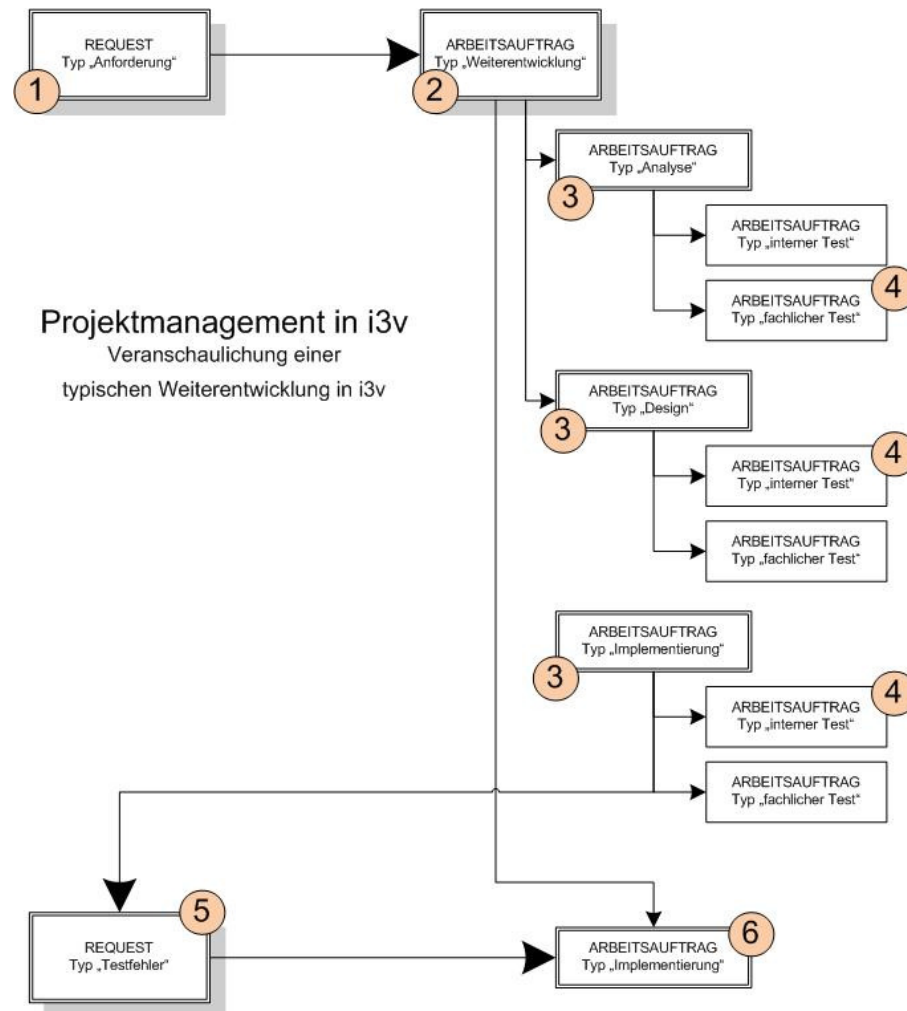 REQUEST
Typ „Anforderung“
1
ARBEITSAUFTRAG
Typ „Weiterentwicklung“
2
ARBEITSAUFTRAG
Typ „Analyse“
3
ARBEITSAUFTRAG
Typ „interner Test“
ARBEITSAUFTRAG
Typ „fachlicher Test“
4
Projektmanagement in i3v
Veranschaulichung einer
typischen Weiterentwicklung in i3v
ARBEITSAUFTRAG
Typ „Design“
3
ARBEITSAUFTRAG
Typ „interner Test“
4
ARBEITSAUFTRAG
Typ „fachlicher Test“
ARBEITSAUFTRAG
Typ „Implementierung“
3
ARBEITSAUFTRAG
Typ „interner Test“
4
ARBEITSAUFTRAG
Typ „fachlicher Test“
REQUEST
Typ „Testfehler“
5
ARBEITSAUFTRAG
Typ „Implementierung“
6